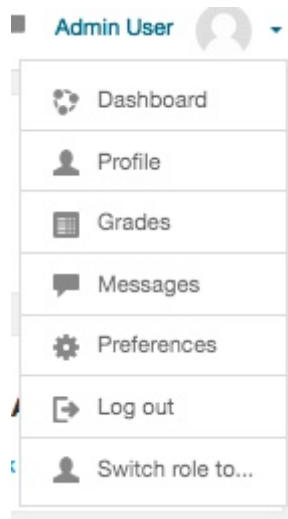 Admin User
Dashboard
Profile
Grades
Messages
Preferences
Log out
Switch role to...